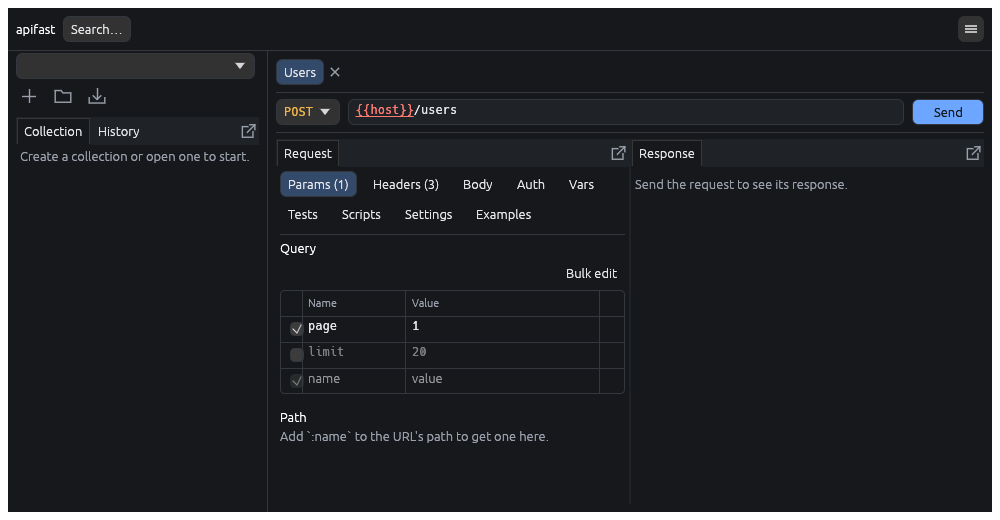 apifast Search...
Users
POST {{host}}/users Send
Collection History
Create a collection or open one to start.
Request
Params (1) Headers (3) Body Auth Vars
Tests Scripts Settings Examples
Query
Bulk edit
Name Value
page 1
limit 20
name value
Path
Add `:name` to the URL's path to get one here.
Response
Send the request to see its response.